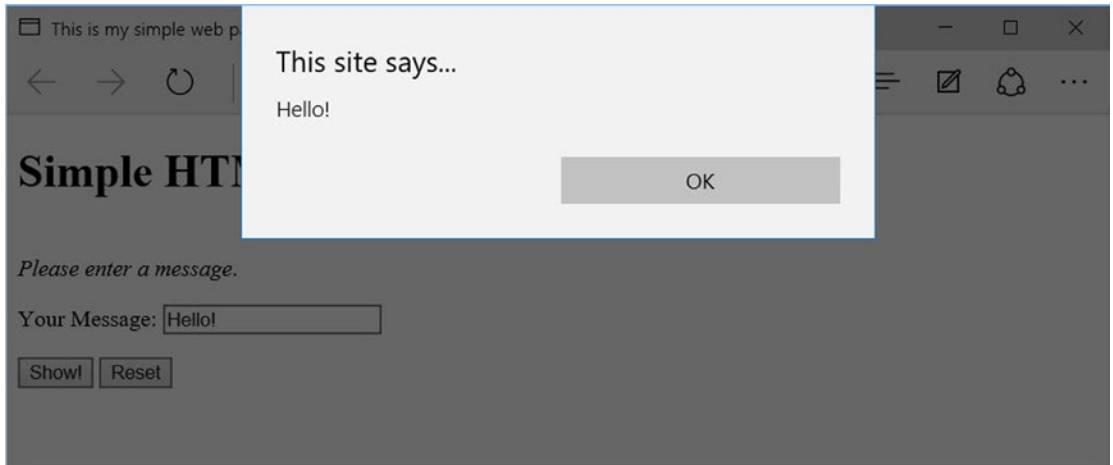 This is my simple web p
This site says...
Hello!
OK
Simple HT
Please enter a message.
Your Message: Hello!
Show! Reset